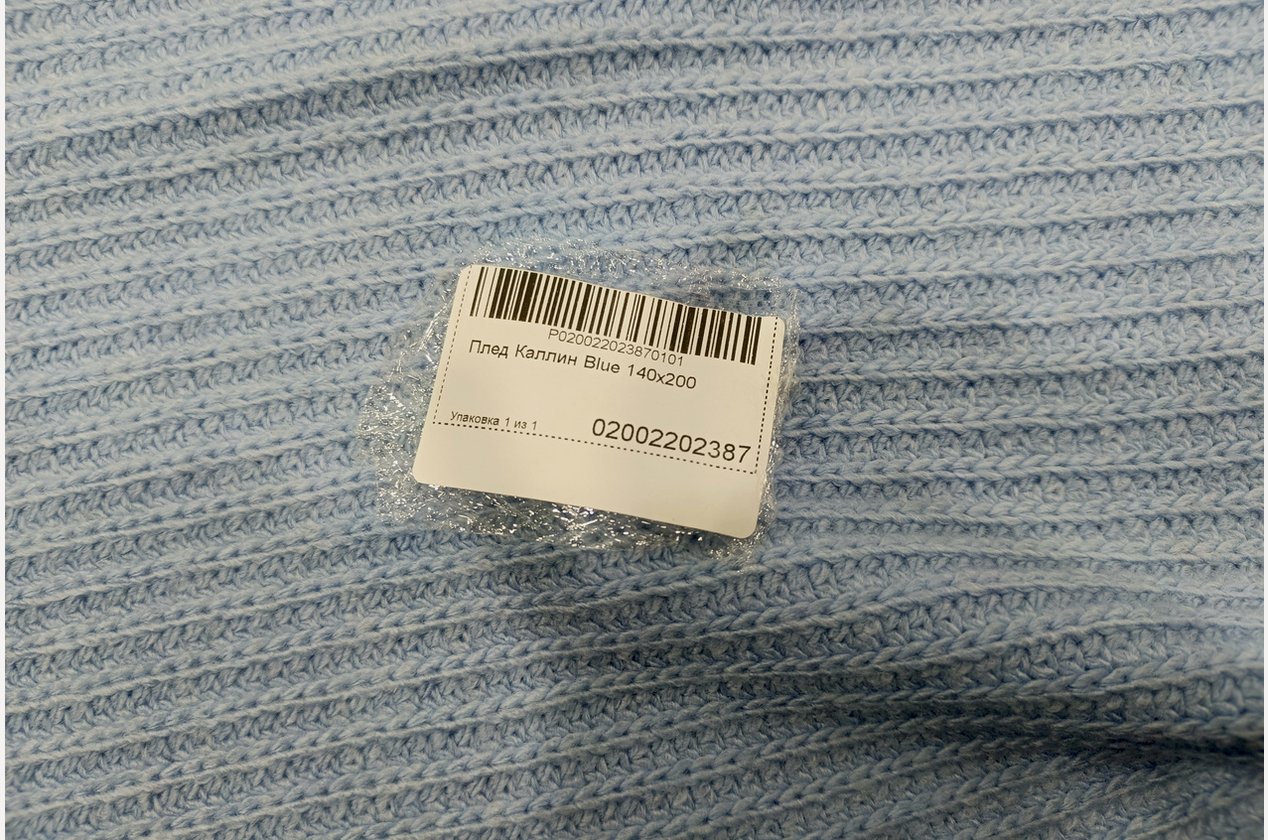 P020022023870101
Плед Каллин Blue 140x200
Упаковка 1 из 1
02002202387